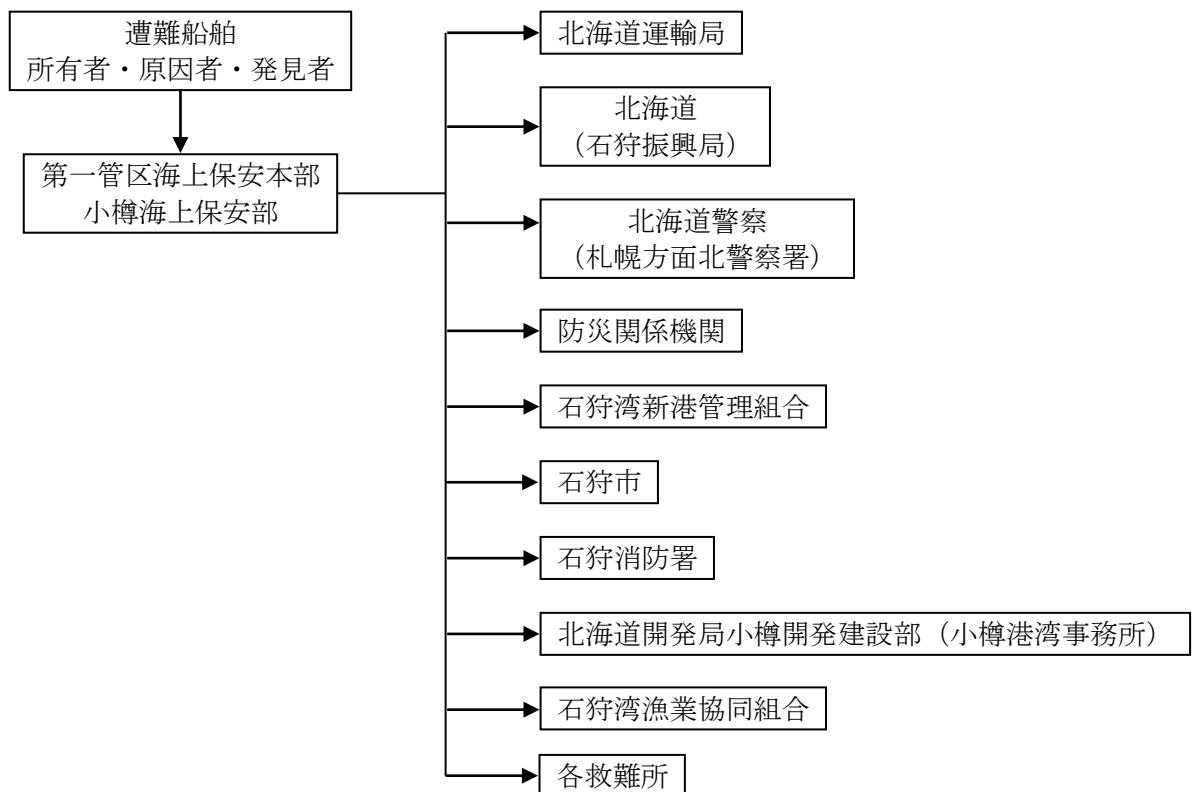 遭難船舶
所有者・原因者・発見者
第一管区海上保安本部
小樽海上保安部
北海道運輸局
北海道
（石狩振興局）
北海道警察
（札幌方面北警察署）
防災関係機関
石狩湾新港管理組合
石狩市
石狩消防署
北海道開発局小樽開発建設部（小樽港湾事務所）
石狩湾漁業協同組合
各救難所